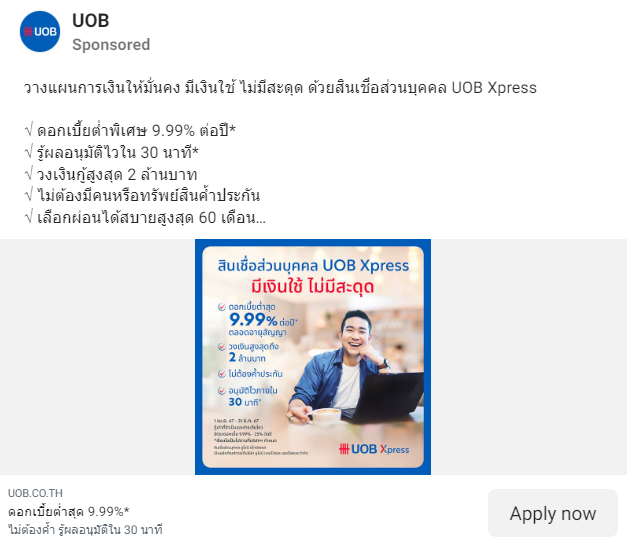 UOB
UOB
Sponsored
วางแผนการเงินให้มั่นคง มีเงินใช้ ไม่มีสะดุด ด้วยสินเชื่อส่วนบุคคล UOB Xpress
√ ดอกเบี้ยต่ำพิเศษ 9.99% ต่อปี*
√ รู้ผลอนุมัติไวใน 30 นาที*
√ วงเงินกู้สูงสุด 2 ล้านบาท
√ ไม่ต้องมีคนหรือทรัพย์สินค้ำประกัน
√ เลือกผ่อนได้สบายสูงสุด 60 เดือน...
สินเชื่อส่วนบุคคล UOB Xpress
มีเงินใช้ ไม่มีสะดุด
ดอกเบี้ยต่ำสุด
9.99% ต่อปี*
ตลอดอายุสัญญา
วงเงินสูงสุดถึง
2 ล้านบาท
ไม่ต้องค้ำประกัน
อนุมัติไวภายใน
30 นาที*
UOB Xpress
UOB.CO.TH
ดอกเบี้ยต่ำสุด 9.99%*
ไม่ต้องค้ำ รู้ผลอนุมัติใน 30 นาที
Apply now